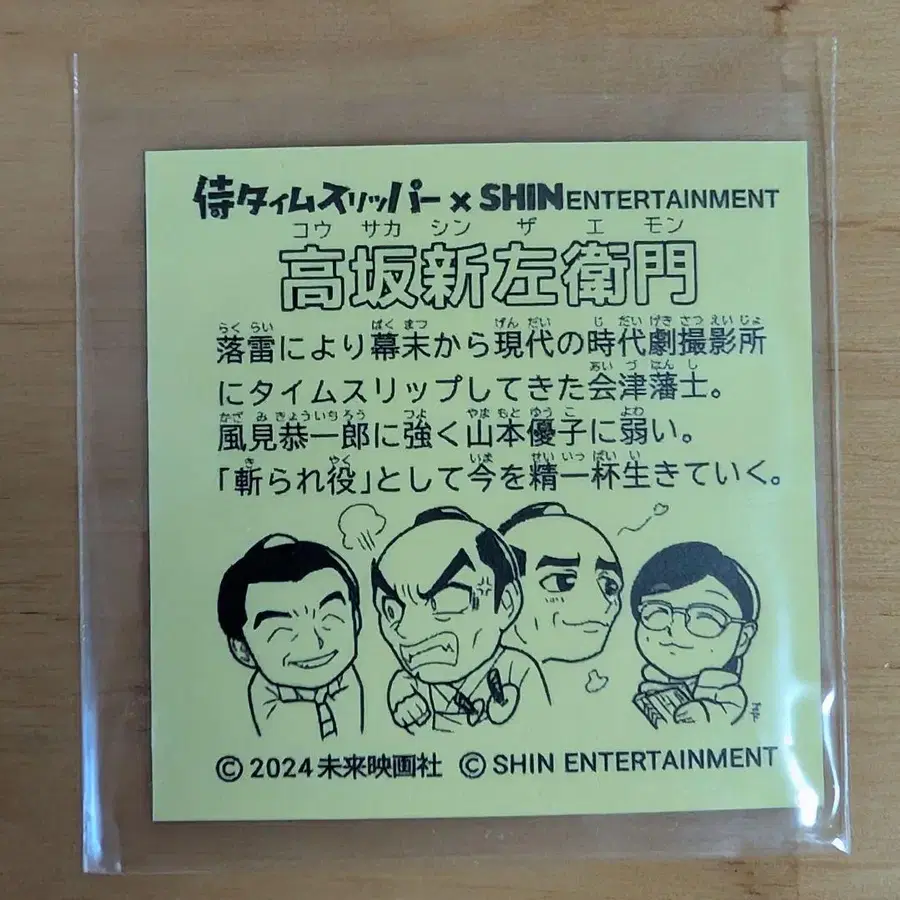 侍タイムスリッパー×SHIN ENTERTAINMENT
コウ サカ シン ザ エ モン
高坂新左衛門
らくらい ばくまつ げんだい じだいげきさつえいじょ
落雷により幕末から現代の時代劇撮影所
あいづはんし
にタイムスリップしてきた会津藩士。
かざみきょういちろう つよ やまもとゆうこ よわ
風見恭一郎に強く山本優子に弱い。
き やく いま せいいっぱいい
「斬られ役」として今を精一杯生きていく。
© 2024 未来映画社 © SHIN ENTERTAINMENT